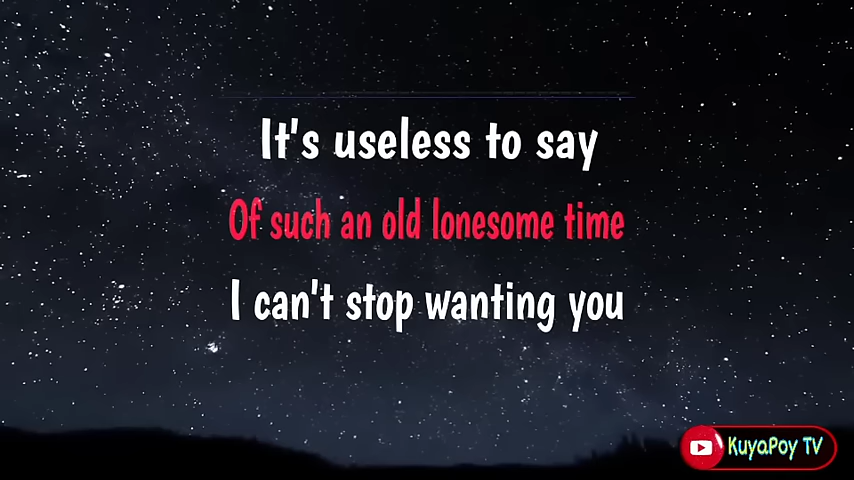 It's useless to say
Of such an old lonesome time
I can't stop wanting you
KuyaPoy TV